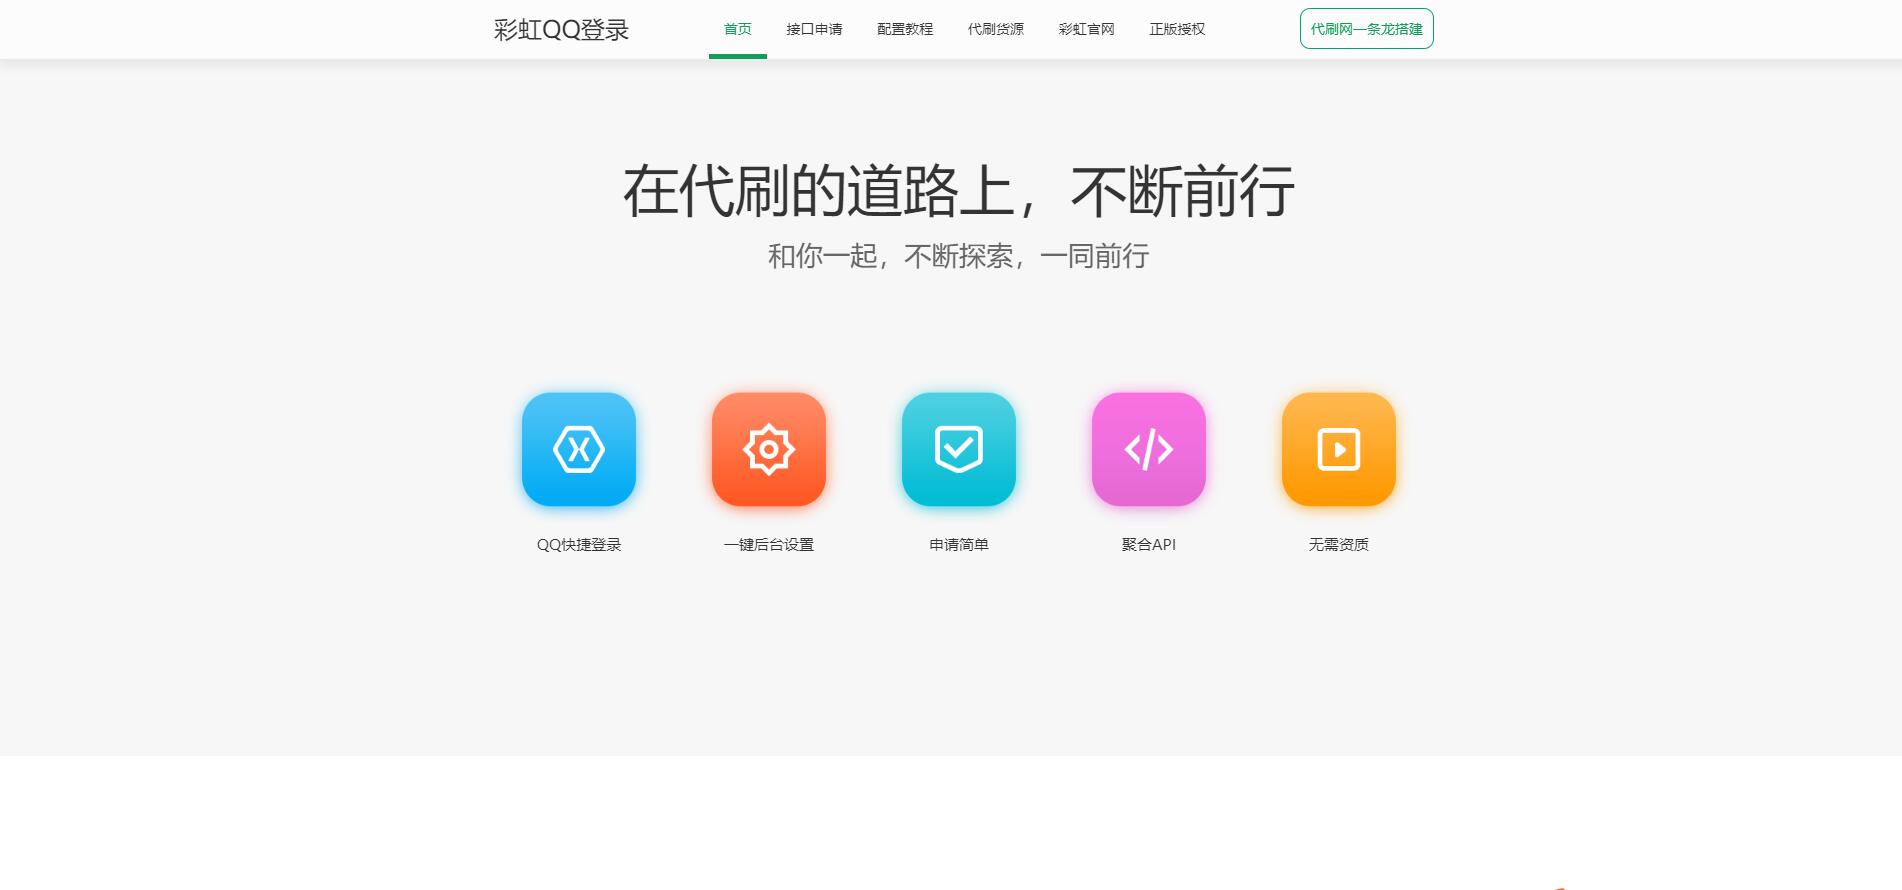 彩虹QQ登录
首页 接口申请 配置教程 代刷货源 彩虹官网 正版授权
代刷网一条龙搭建
在代刷的道路上，不断前行
和你一起，不断探索，一同前行
QQ快捷登录 一键后台设置 申请简单 聚合API 无需资质